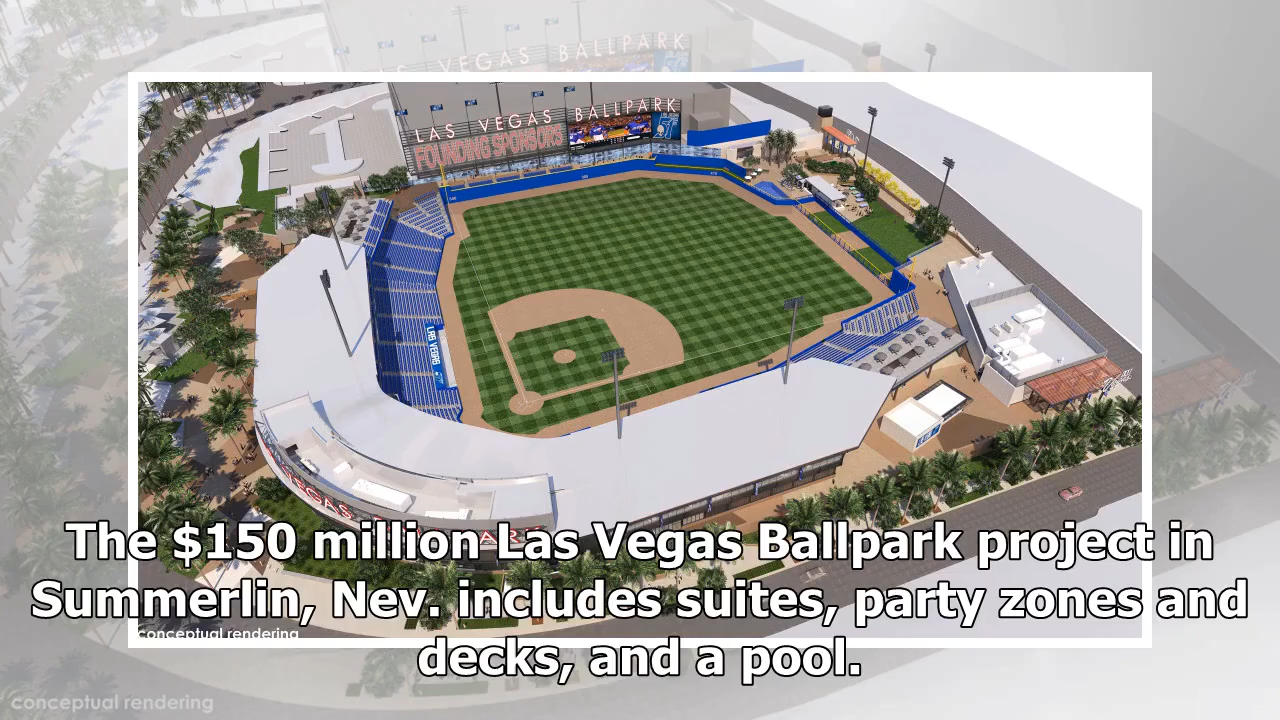 LAS VEGAS BALLPARK
FOUNDING SPONSORS
LAS VEGAS
The $150 million Las Vegas Ballpark project in
Summerlin, Nev. includes suites, party zones and
decks, and a pool.
conceptual rendering
conceptual rendering